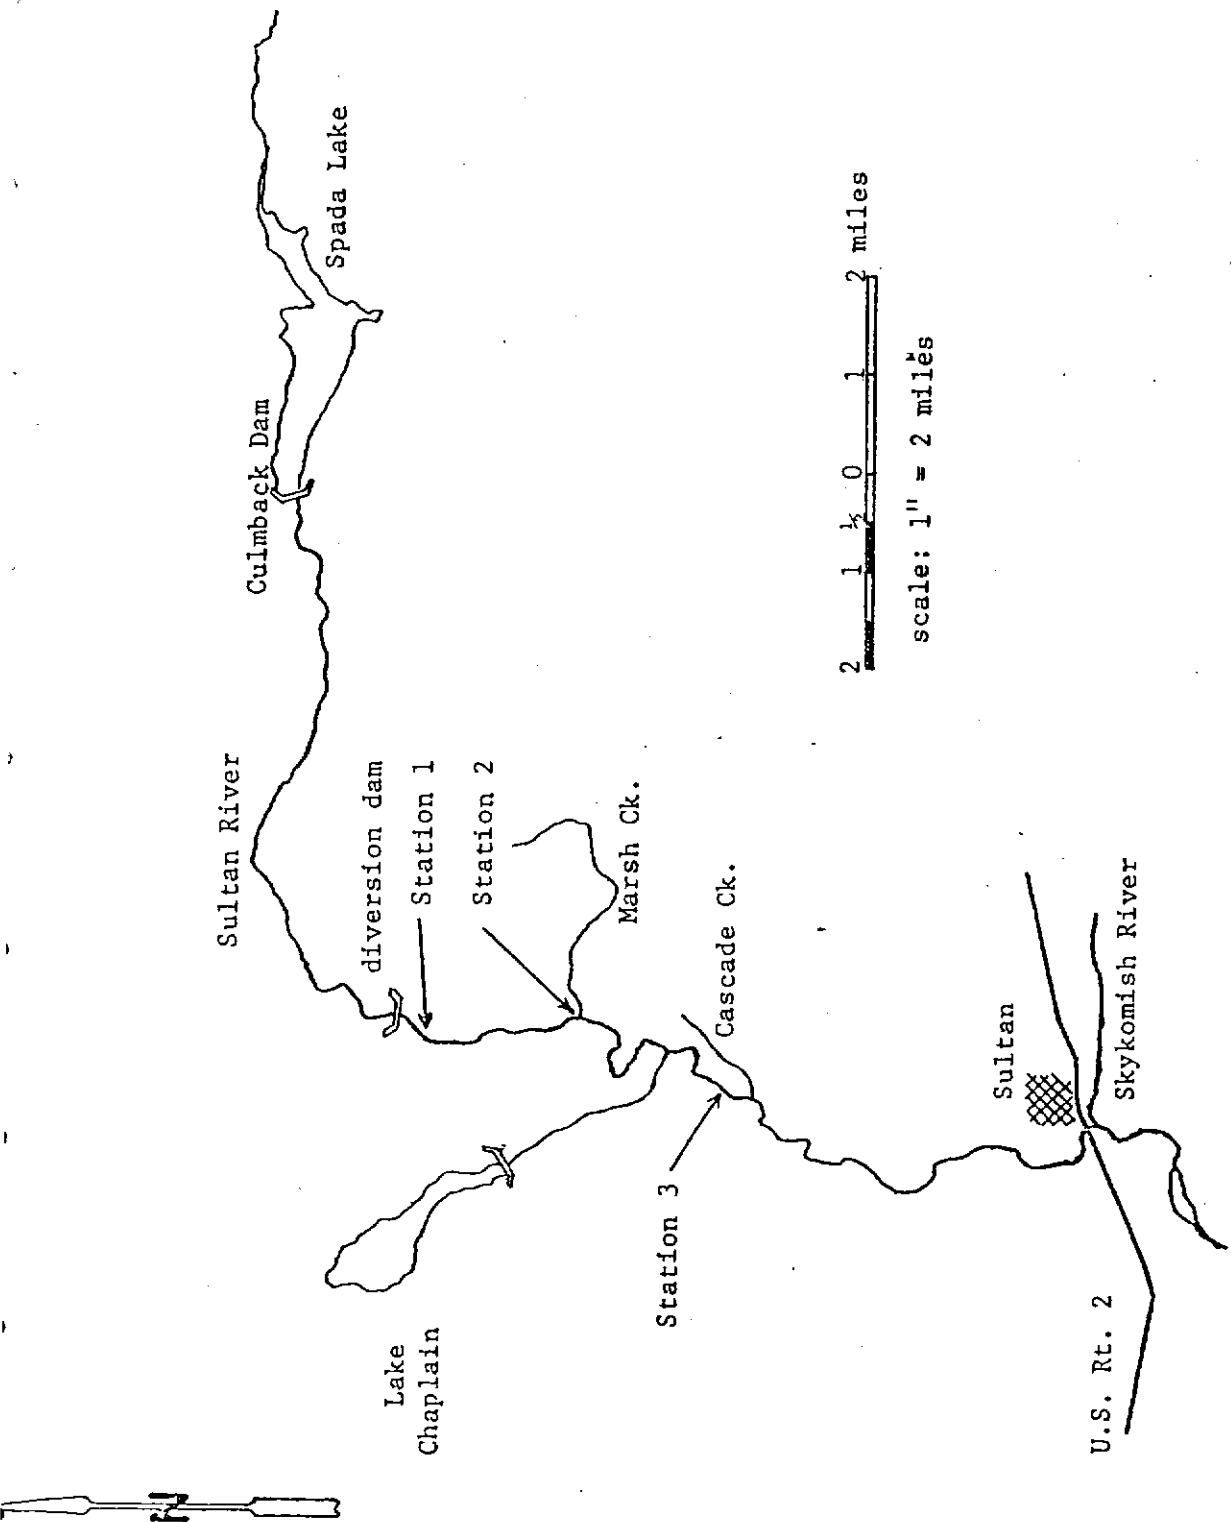 Spada Lake
Culmback Dam
Sultan River
diversion dam
Station 1
Station 2
Marsh Ck.
Cascade Ck.
Station 3
Lake
Chaplain
Sultan
Skykomish River
U.S. Rt. 2
2 1 ½ 0 1 2 miles
scale: 1" = 2 miles
N